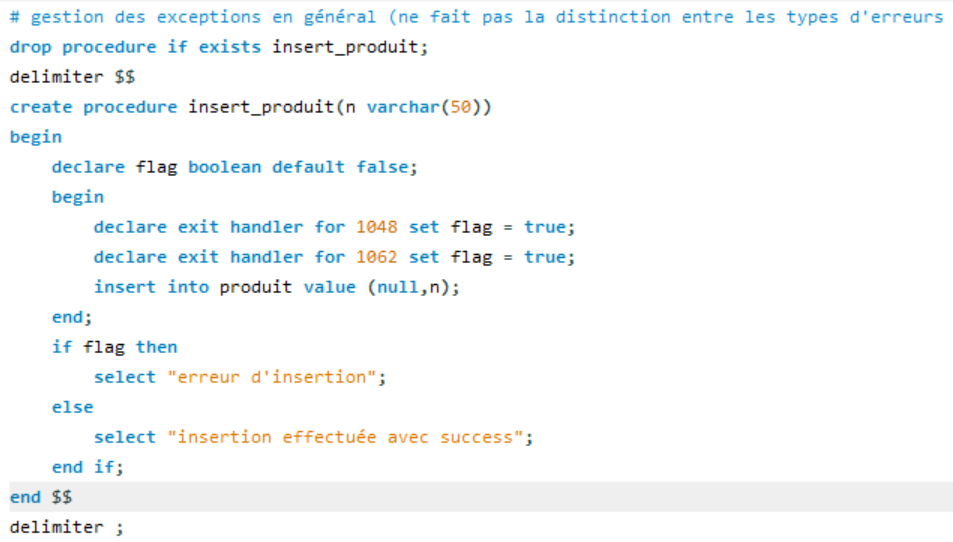 # gestion des exceptions en général (ne fait pas la distinction entre les types d'erreurs
drop procedure if exists insert_produit;
delimiter $$
create procedure insert_produit(n varchar(50))
begin
    declare flag boolean default false;
    begin
        declare exit handler for 1048 set flag = true;
        declare exit handler for 1062 set flag = true;
        insert into produit value (null,n);
    end;
    if flag then
        select "erreur d'insertion";
    else
        select "insertion effectuée avec success";
    end if;
end $$
delimiter ;